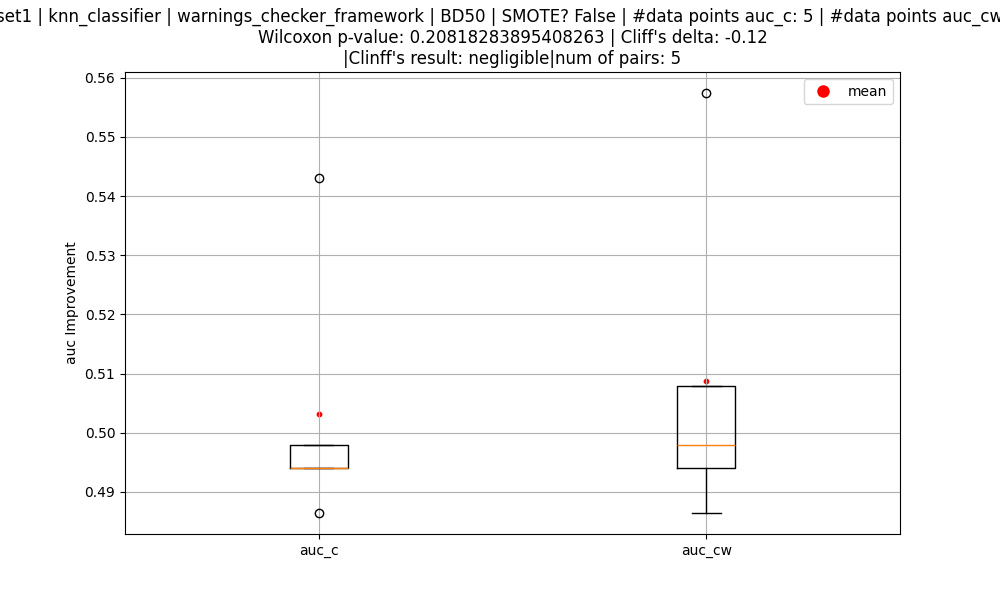 set1 | knn_classifier | warnings_checker_framework | BD50 | SMOTE? False | #data points auc_c: 5 | #data points auc_cw
Wilcoxon p-value: 0.20818283895408263 | Cliff's delta: -0.12
|Clinff's result: negligible|num of pairs: 5
mean
0.56
0.55
0.54
0.53
0.52
0.51
0.50
0.49
auc Improvement
auc_c
auc_cw